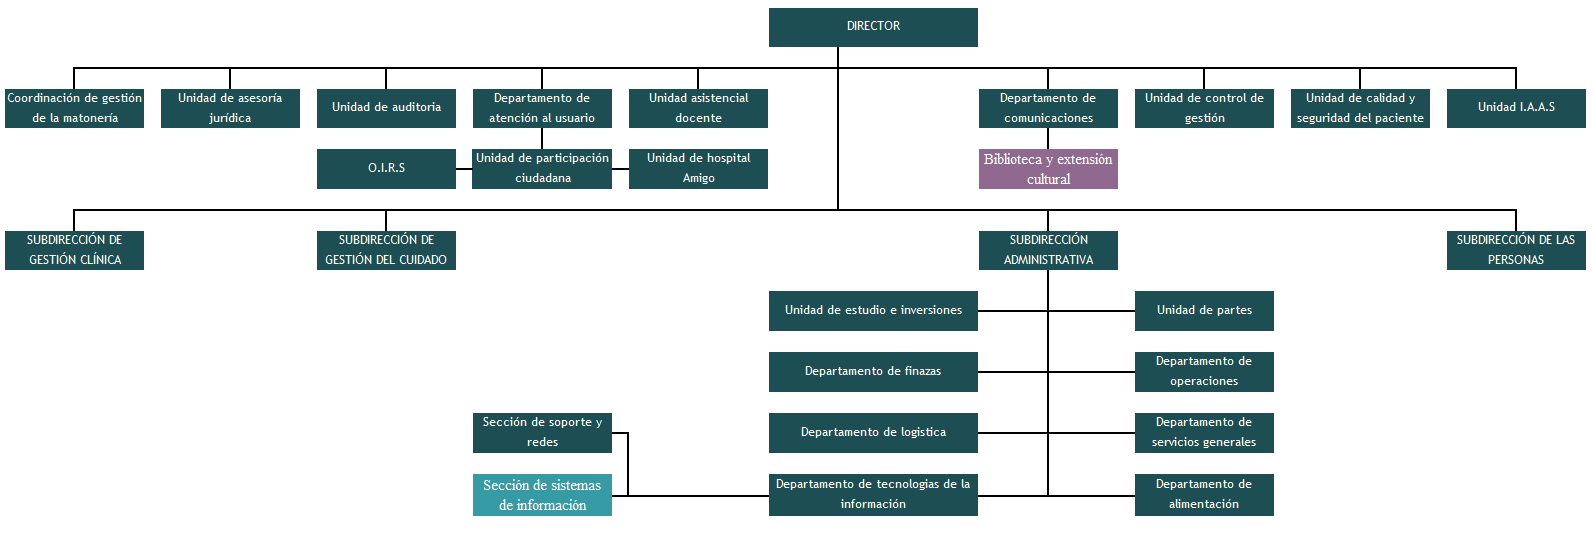 DIRECTOR
Coordinación de gestión
de la matonería
Unidad de asesoría
jurídica
Unidad de auditoria
Departamento de
atención al usuario
Unidad asistencial
docente
Departamento de
comunicaciones
Unidad de control de
gestión
Unidad de calidad y
seguridad del paciente
Unidad I.A.A.S
O.I.R.S
Unidad de participación
ciudadana
Unidad de hospital
Amigo
Biblioteca y extensión
cultural
SUBDIRECCIÓN DE
GESTIÓN CLÍNICA
SUBDIRECCIÓN DE
GESTIÓN DEL CUIDADO
SUBDIRECCIÓN
ADMINISTRATIVA
SUBDIRECCIÓN DE LAS
PERSONAS
Unidad de estudio e inversiones
Unidad de partes
Departamento de finazas
Departamento de
operaciones
Sección de soporte y
redes
Departamento de logistica
Departamento de
servicios generales
Sección de sistemas
de información
Departamento de tecnologias de la
información
Departamento de
alimentación